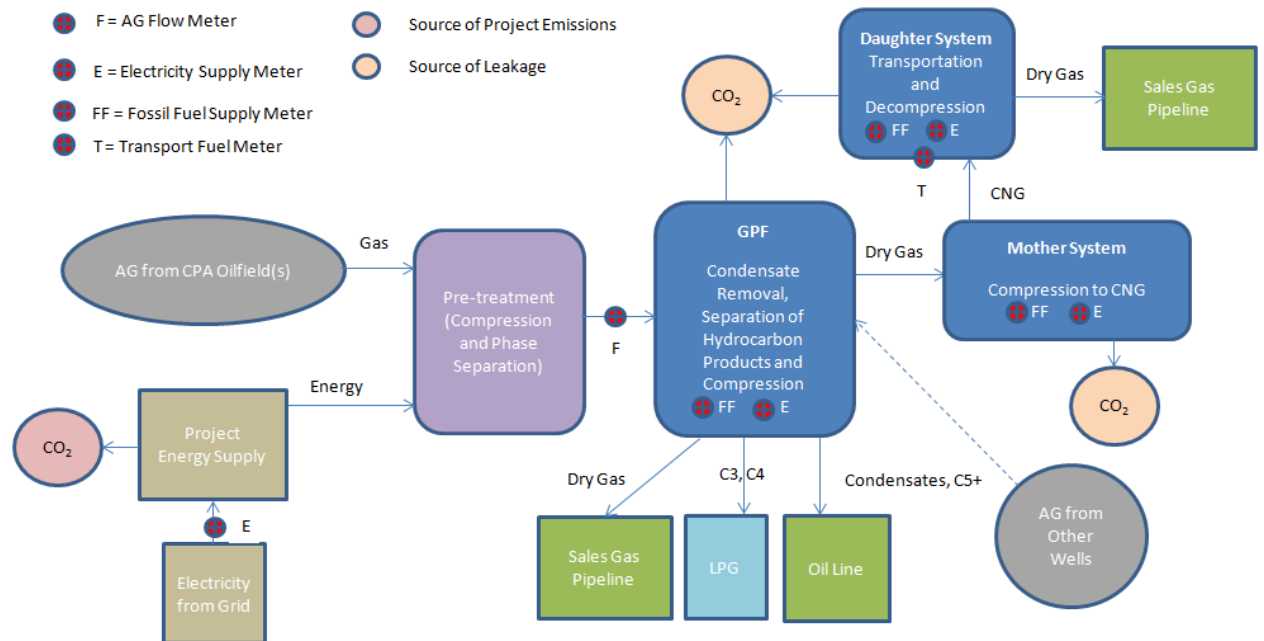 F = AG Flow Meter
E = Electricity Supply Meter
FF = Fossil Fuel Supply Meter
T = Transport Fuel Meter
Source of Project Emissions
Source of Leakage
CO₂
Daughter System
Transportation
and
Decompression
FF
E
T
Dry Gas
Sales Gas
Pipeline
CNG
AG from CPA Oilfield(s)
Gas
Pre-treatment
(Compression
and Phase
Separation)
F
GPF
Condensate
Removal,
Separation of
Hydrocarbon
Products and
Compression
FF
E
Dry Gas
Mother System
Compression to CNG
FF
E
CO₂
Energy
CO₂
Project
Energy Supply
E
Electricity
from Grid
Dry Gas
C3, C4
Condensates, C5+
Sales Gas
Pipeline
LPG
Oil Line
AG from
Other
Wells